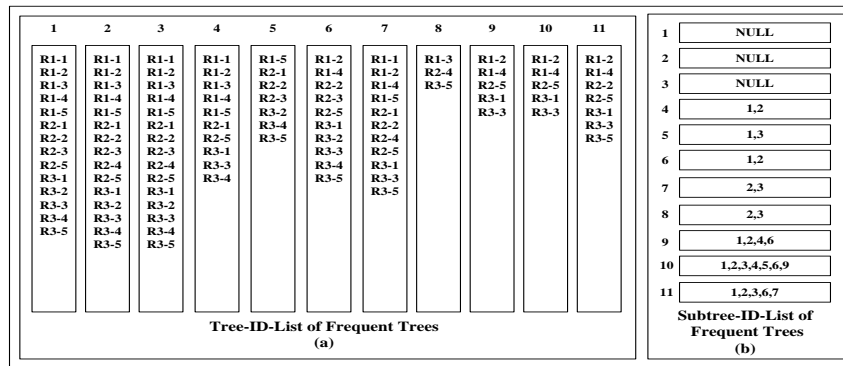 1 2 3 4 5 6 7 8 9 10 11
R1-1 R1-1 R1-1 R1-1 R1-5 R1-2 R1-1 R1-3 R1-2 R1-2 R1-2
R1-2 R1-2 R1-2 R1-2 R2-1 R1-4 R1-2 R2-4 R1-4 R1-4 R1-4
R1-3 R1-3 R1-3 R1-3 R2-2 R2-2 R1-4 R3-5 R2-5 R2-5 R2-2
R1-4 R1-4 R1-4 R1-4 R2-3 R2-3 R1-5 R3-1 R3-1 R2-5
R1-5 R1-5 R1-5 R1-5 R3-2 R2-5 R2-1 R3-3 R3-3 R3-1
R2-1 R2-1 R2-1 R2-1 R3-4 R3-1 R2-2 R3-3
R2-2 R2-2 R2-2 R2-5 R3-5 R3-2 R2-4 R3-5
R2-3 R2-3 R2-3 R3-1 R3-3 R2-5
R2-5 R2-4 R2-4 R3-3 R3-4 R3-1
R3-1 R2-5 R2-5 R3-4 R3-5 R3-3
R3-2 R3-1 R3-1 R3-5
R3-3 R3-2 R3-2
R3-4 R3-3 R3-3
R3-5 R3-4 R3-4
R3-5 R3-5
Tree-ID-List of Frequent Trees
(a)
1 NULL
2 NULL
3 NULL
4 1,2
5 1,3
6 1,2
7 2,3
8 2,3
9 1,2,4,6
10 1,2,3,4,5,6,9
11 1,2,3,6,7
Subtree-ID-List of
Frequent Trees
(b)